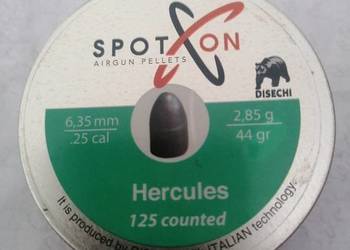 SPOT ON
AIRGUN PELLETS
DISECHI
6,35 mm
.25 cal
2,85 g
44 gr
Hercules
125 counted
It is produced by ITALIAN technology.